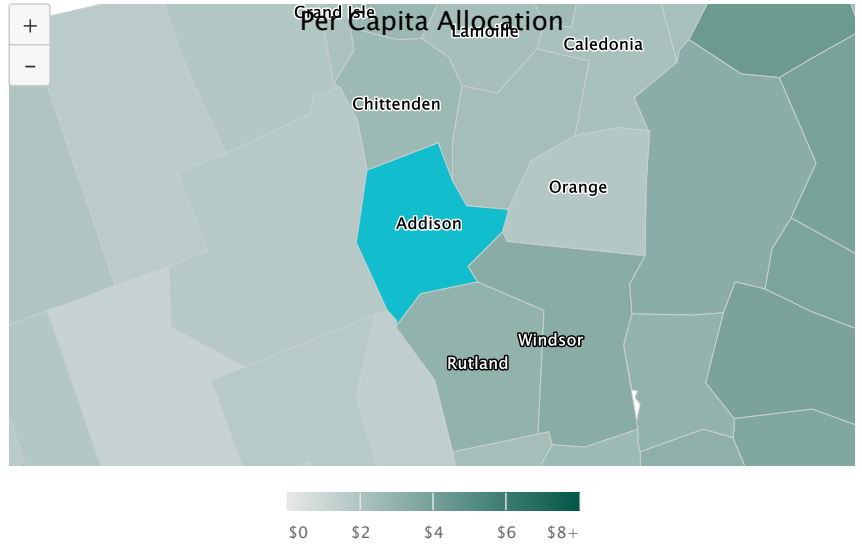 Per Capita Allocation
+
−
Grand Isle
Lamoille
Caledonia
Chittenden
Orange
Addison
Windsor
Rutland
$0 $2 $4 $6 $8+